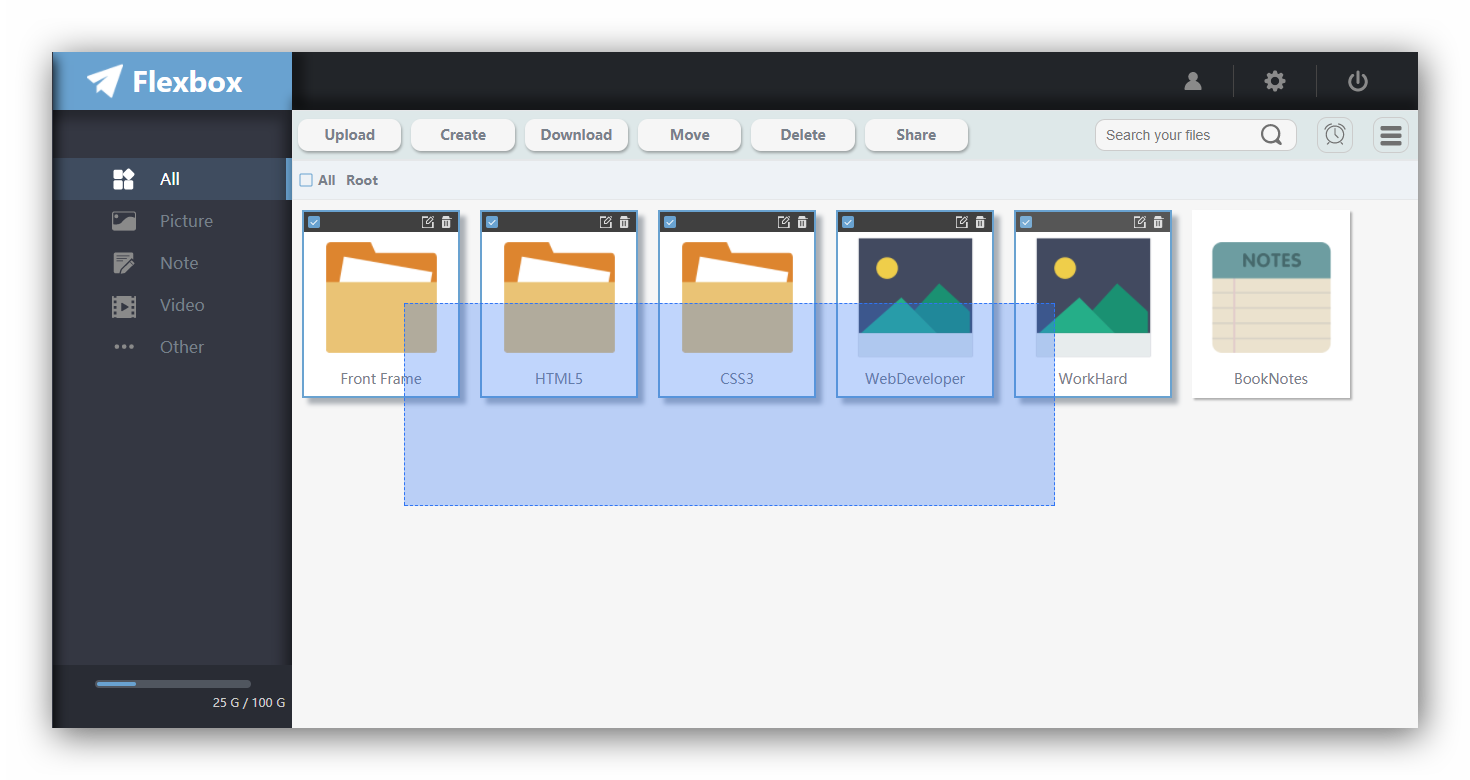 Flexbox
Upload Create Download Move Delete Share Search your files
All Root
All
Picture
Note
Video
Other
NOTES
Front Frame HTML5 CSS3 WebDeveloper WorkHard BookNotes
25 G / 100 G